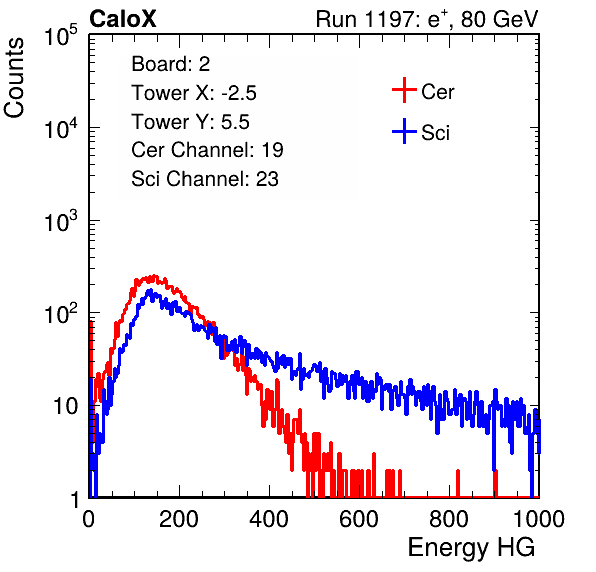 CaloX Run 1197: e⁺, 80 GeV
Counts
Board: 2
Tower X: -2.5
Tower Y: 5.5
Cer Channel: 19
Sci Channel: 23
Cer
Sci
10⁵
10⁴
10³
10²
10
1
0 200 400 600 800 1000
Energy HG